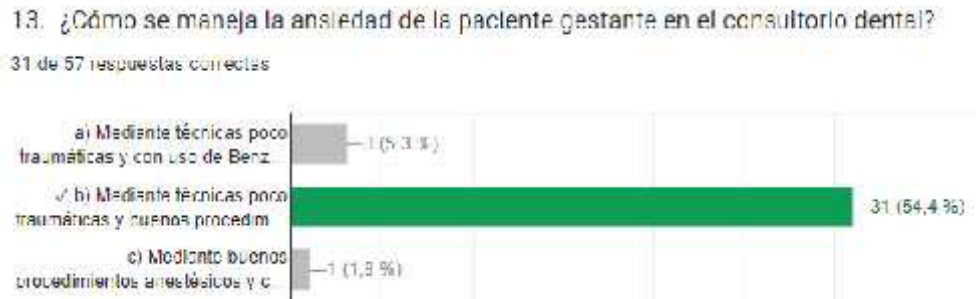 13. ¿Cómo se maneja la ansiedad de la paciente gestante en el consultorio dental?
31 de 57 respuestas correctas
a) Mediante técnicas poco
traumáticas y con uso de Benz...
(5,3 %)
✓ b) Mediante técnicas poco
traumáticas y buenos procedim...
31 (54,4 %)
c) Mediante buenos
procedimientos anestésicos y c...
1 (1,8 %)